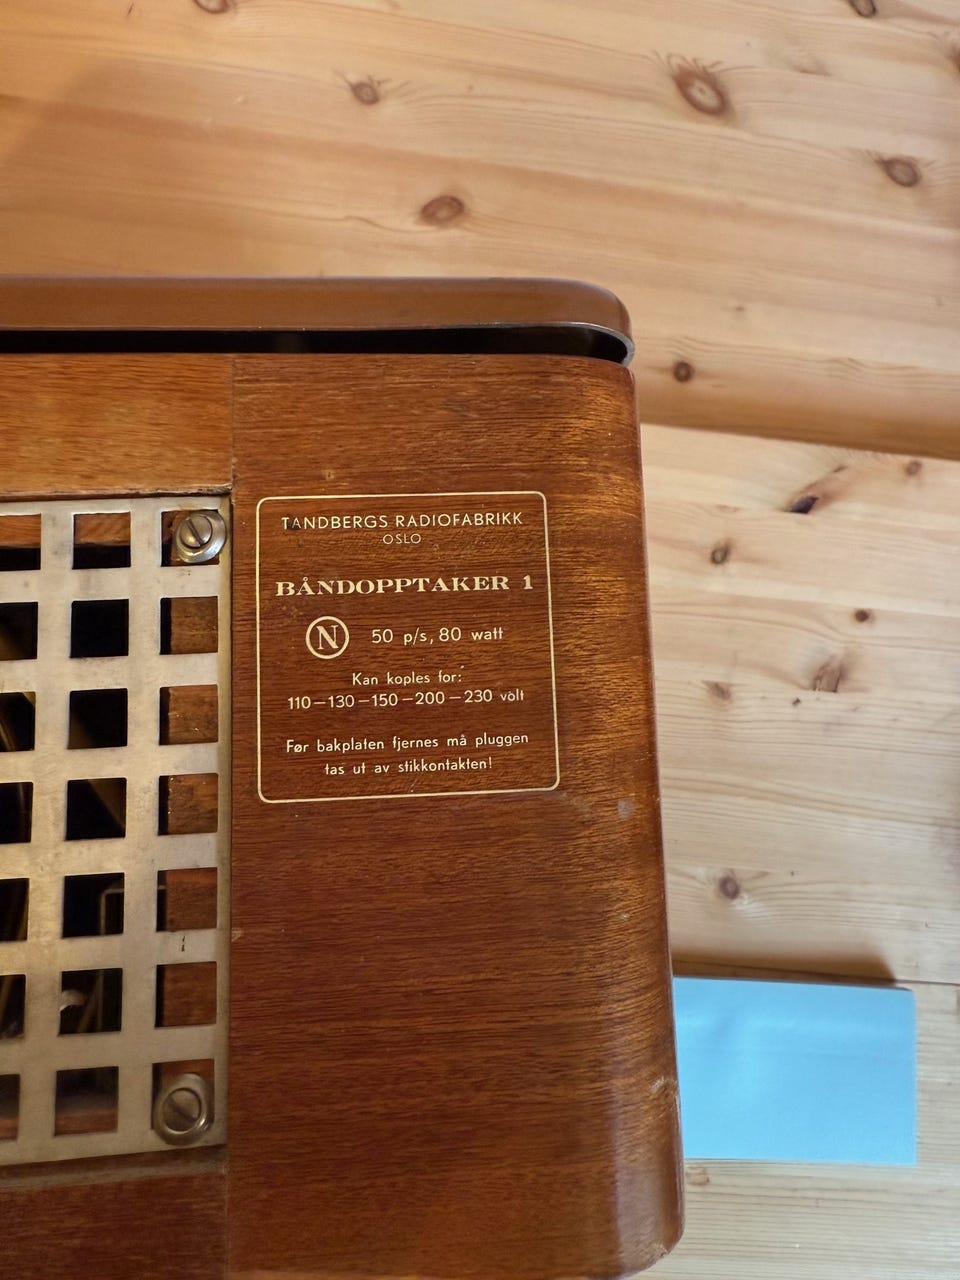 TANDBERGS RADIOFABRIKK
OSLO
BÅNDOPPTAKER 1
N 50 p/s, 80 watt
Kan koples for:
110–130–150–200–230 volt
Før bakplaten fjernes må pluggen
tas ut av stikkontakten!